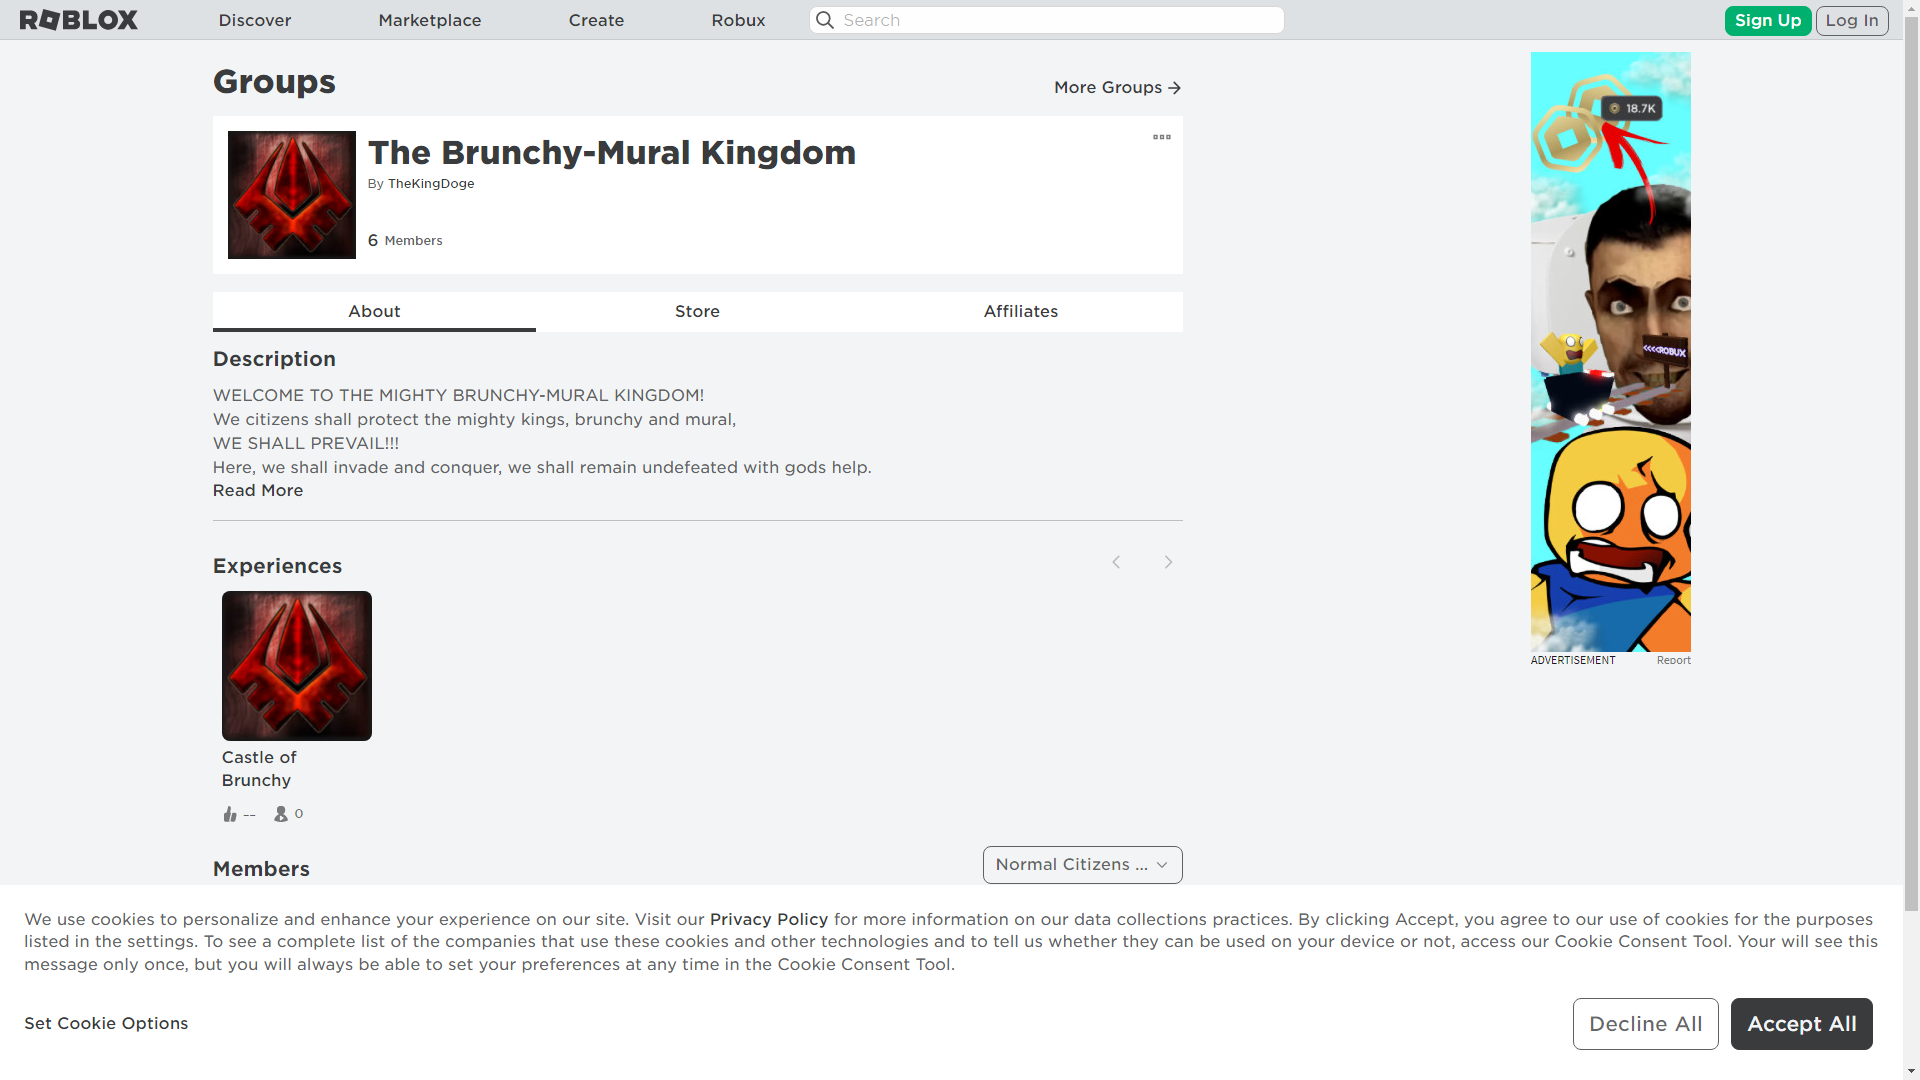 ROBLOX
Discover
Marketplace
Create
Robux
Search
Sign Up
Log In
Groups
More Groups
The Brunchy-Mural Kingdom
By TheKingDoge
6 Members
About
Store
Affiliates
Description
WELCOME TO THE MIGHTY BRUNCHY-MURAL KINGDOM!
We citizens shall protect the mighty kings, brunchy and mural,
WE SHALL PREVAIL!!!
Here, we shall invade and conquer, we shall remain undefeated with gods help.
Read More
Experiences
Castle of
Brunchy
--
0
Members
Normal Citizens ...
18.7K
<<<<ROBUX
ADVERTISEMENT
Report
We use cookies to personalize and enhance your experience on our site. Visit our Privacy Policy for more information on our data collections practices. By clicking Accept, you agree to our use of cookies for the purposes
listed in the settings. To see a complete list of the companies that use these cookies and other technologies and to tell us whether they can be used on your device or not, access our Cookie Consent Tool. Your will see this
message only once, but you will always be able to set your preferences at any time in the Cookie Consent Tool.
Set Cookie Options
Decline All
Accept All